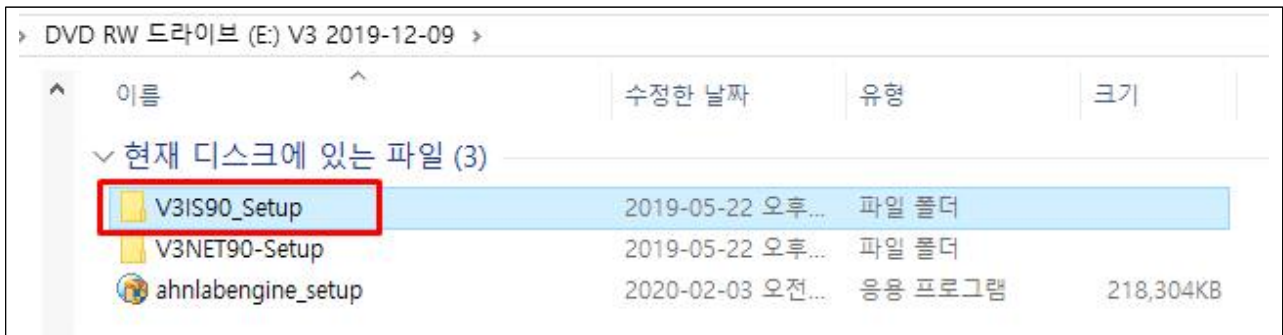 DVD RW 드라이브 (E:) V3 2019-12-09
이름 수정한 날짜 유형 크기
현재 디스크에 있는 파일 (3)
V3IS90_Setup 2019-05-22 오후... 파일 폴더
V3NET90-Setup 2019-05-22 오후... 파일 폴더
ahnlabengine_setup 2020-02-03 오전... 응용 프로그램 218,304KB